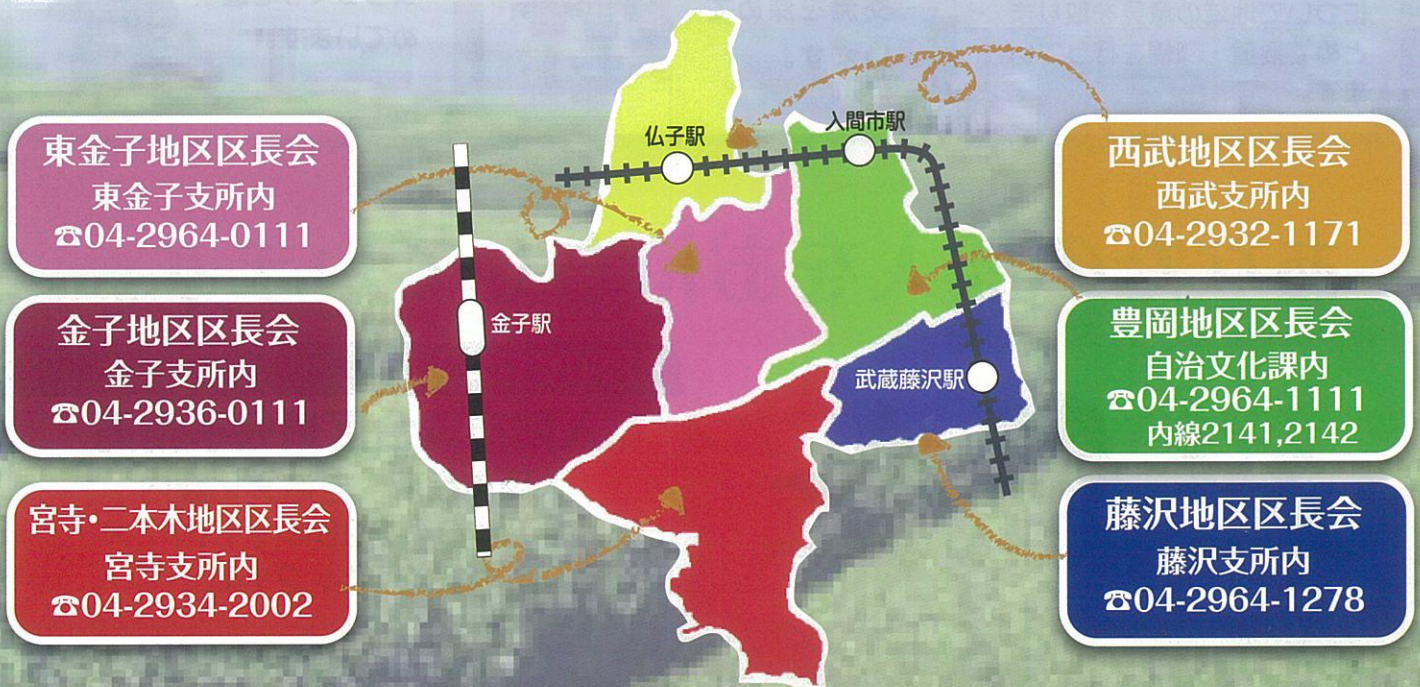 東金子地区区長会
東金子支所内
☎04-2964-0111
金子地区区長会
金子支所内
☎04-2936-0111
宮寺・二本木地区区長会
宮寺支所内
☎04-2934-2002
仏子駅
入間市駅
金子駅
武蔵藤沢駅
西武地区区長会
西武支所内
☎04-2932-1171
豊岡地区区長会
自治文化課内
☎04-2964-1111
内線2141,2142
藤沢地区区長会
藤沢支所内
☎04-2964-1278